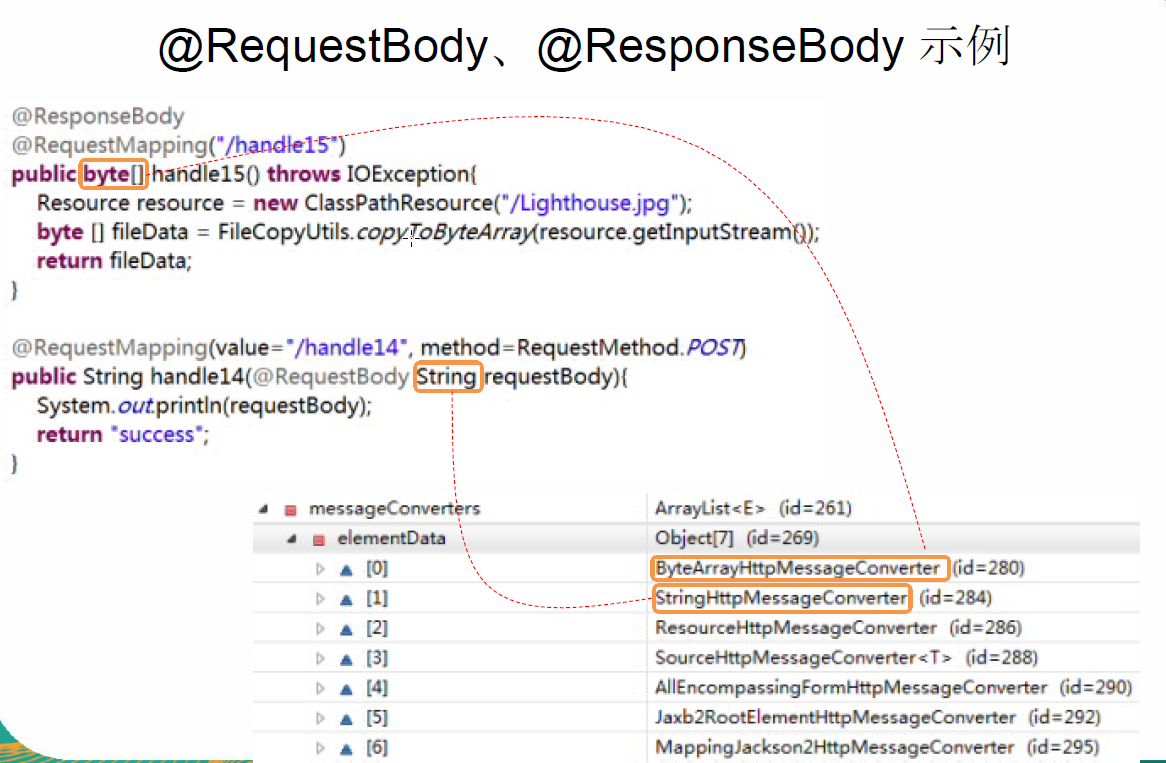 @RequestBody、@ResponseBody 示例
@ResponseBody
@RequestMapping("/handle15")
public byte[] handle15() throws IOException{
Resource resource = new ClassPathResource("/Lighthouse.jpg");
byte [] fileData = FileCopyUtils.copyToByteArray(resource.getInputStream());
return fileData;
}
@RequestMapping(value="/handle14", method=RequestMethod.POST)
public String handle14(@RequestBody String requestBody){
System.out.println(requestBody);
return "success";
}
messageConverters ArrayList<E> (id=261)
elementData Object[7] (id=269)
[0] ByteArrayHttpMessageConverter (id=280)
[1] StringHttpMessageConverter (id=284)
[2] ResourceHttpMessageConverter (id=286)
[3] SourceHttpMessageConverter<T> (id=288)
[4] AllEncompassingFormHttpMessageConverter (id=290)
[5] Jaxb2RootElementHttpMessageConverter (id=292)
[6] MappingJackson2HttpMessageConverter (id=295)